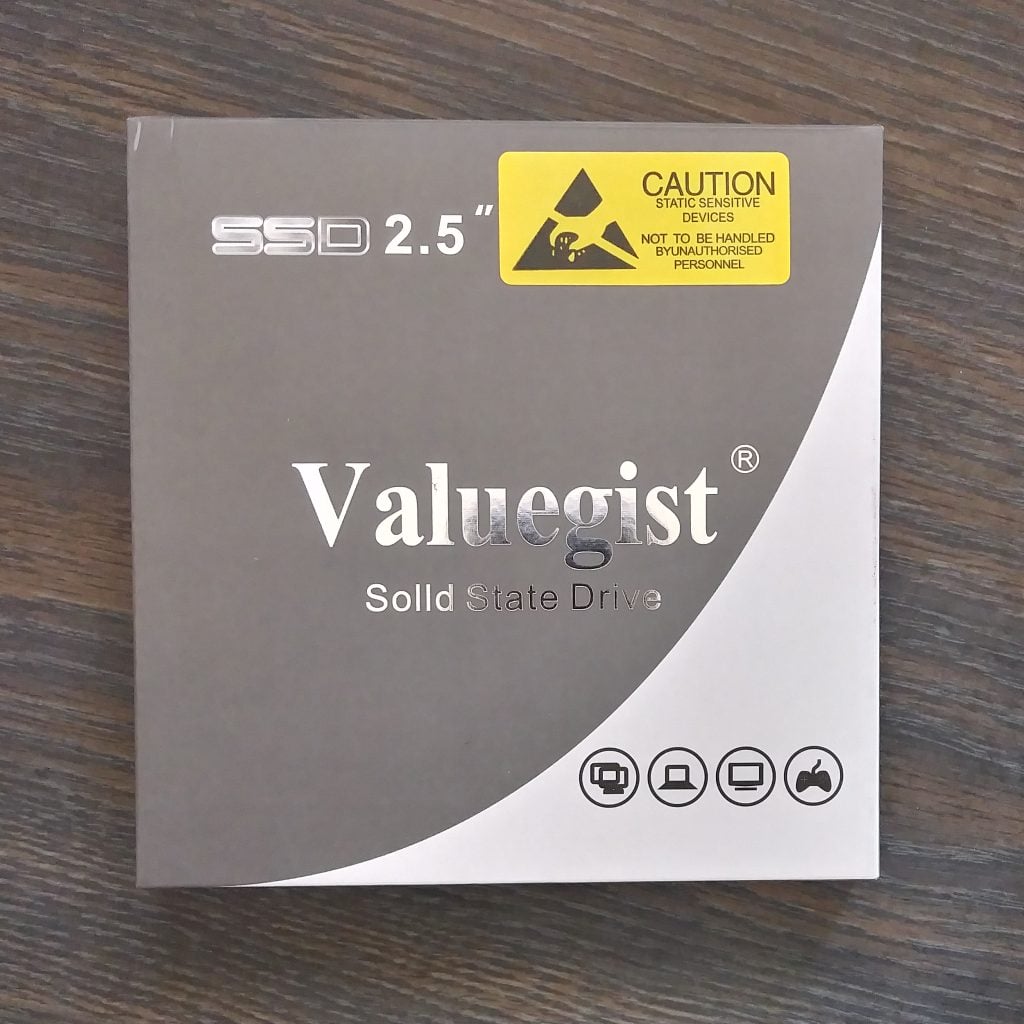 SSD 2.5"
CAUTION
STATIC SENSITIVE
DEVICES
NOT TO BE HANDLED
BYUNAUTHORISED
PERSONNEL
Valuegist®
Solld State Drive